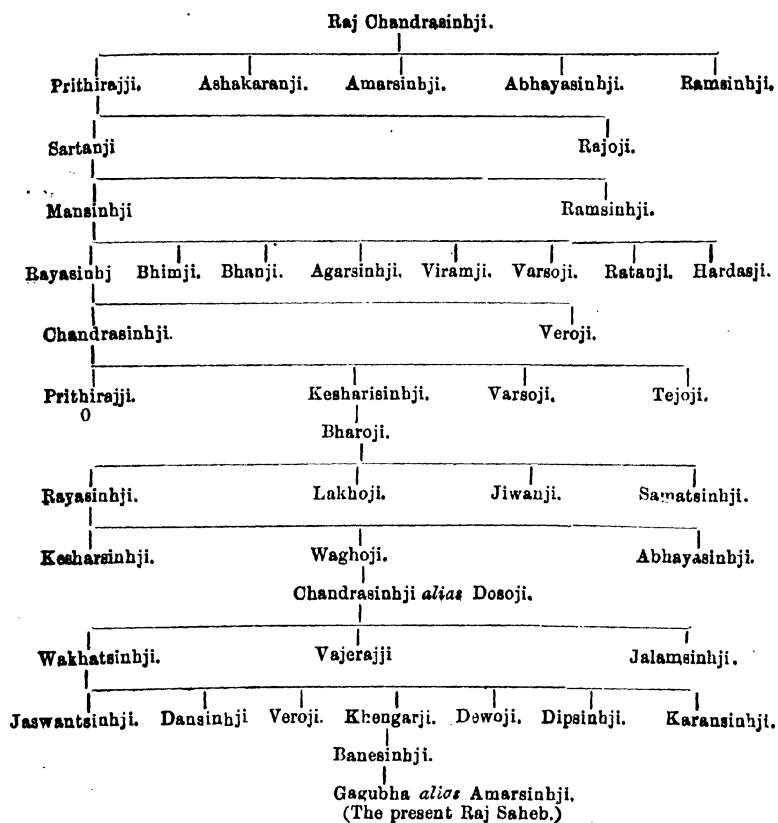 Raj Chandrasinhji.
Prithirajji. Ashakaranji. Amarsinhji. Abhayasinhji. Ramsinhji.
Sartanji Rajoji.
Mansinhji Ramsinhji.
Rayasinhj Bhimji. Bhanji. Agarsinhji. Viramji. Varsoji. Ratanji. Hardasji.
Chandrasinhji. Veroji.
Prithirajji. Kesharisinhji. Varsoji. Tejoji.
0
Bharoji.
Rayasinhji. Lakhoji. Jiwanji. Samatsinhji.
Kesharsinhji. Waghoji. Abhayasinhji.
Chandrasinhji alias Dosoji.
Wakhatsinhji. Vajerajji Jalamsinhji.
Jaswantsinhji. Dansinhji Veroji. Khengarji. Dewoji. Dipsinhji. Karansinhji.
Banesinhji.
Gagubha alias Amarsinhji.
(The present Raj Saheb.)